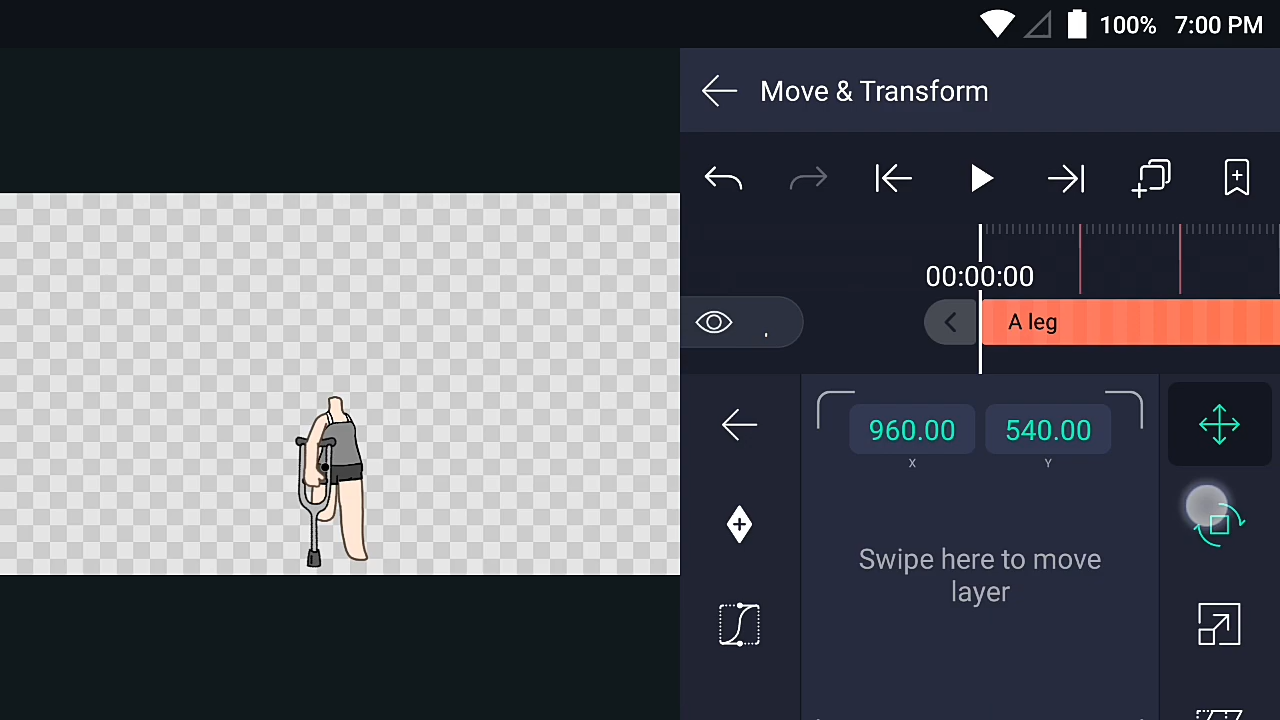 100% 7:00 PM
Move & Transform
00:00:00
A leg
960.00 540.00
X Y
Swipe here to move
layer